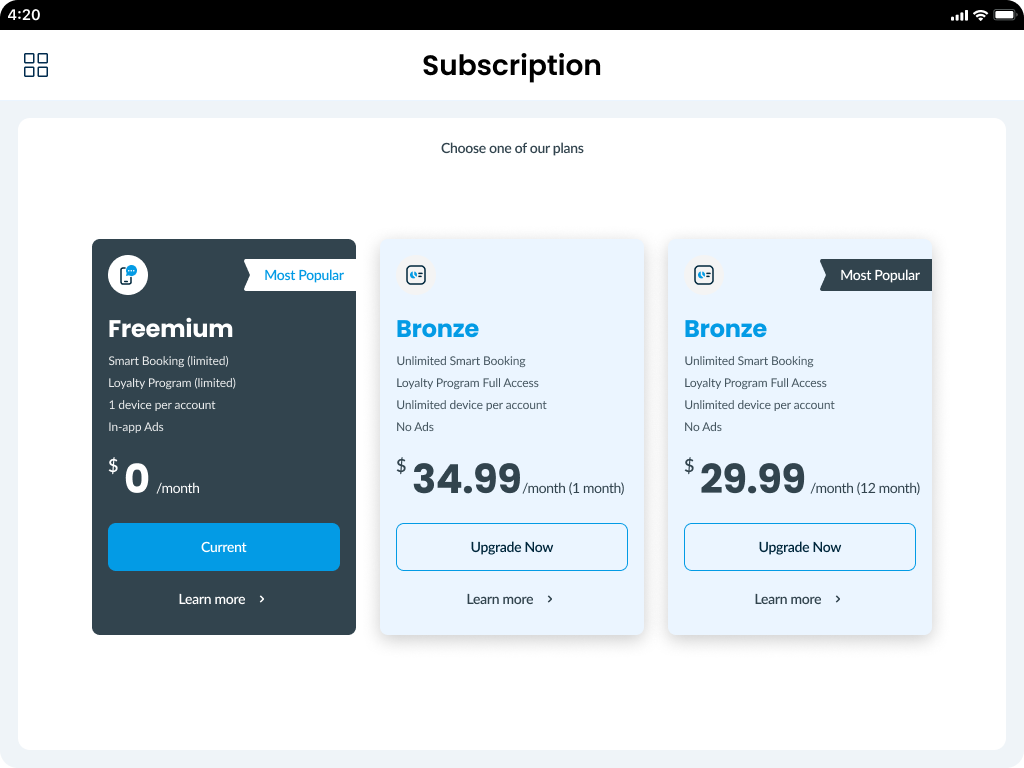 4:20
Subscription
Choose one of our plans
Most Popular
Freemium
Smart Booking (limited)
Loyalty Program (limited)
1 device per account
In-app Ads
$ 0 /month
Current
Learn more
Bronze
Unlimited Smart Booking
Loyalty Program Full Access
Unlimited device per account
No Ads
$ 34.99 /month (1 month)
Upgrade Now
Learn more
Most Popular
Bronze
Unlimited Smart Booking
Loyalty Program Full Access
Unlimited device per account
No Ads
$ 29.99 /month (12 month)
Upgrade Now
Learn more